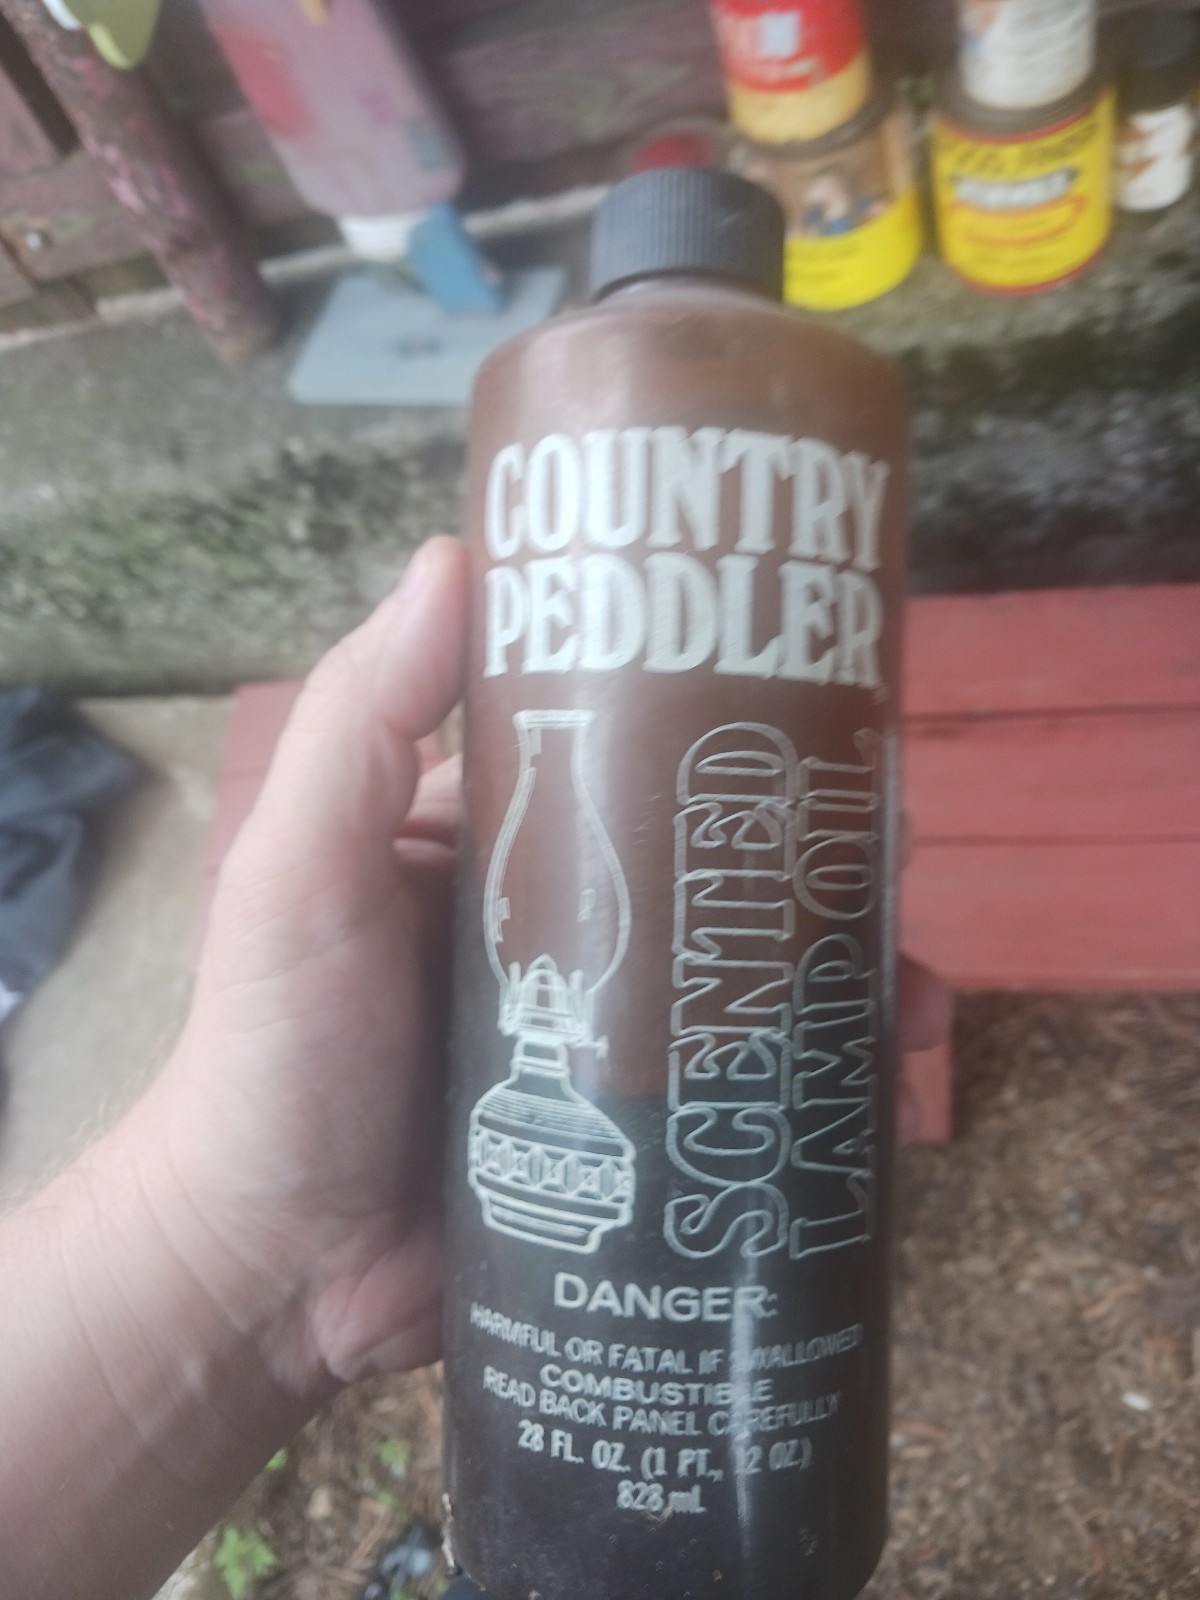 COUNTRY
PEDDLER
SCENTED
LAMP OIL
DANGER:
HARMFUL OR FATAL IF SWALLOWED
COMBUSTIBLE
READ BACK PANEL CAREFULLY
28 FL. OZ. (1 PT., 12 OZ.)
828 mL